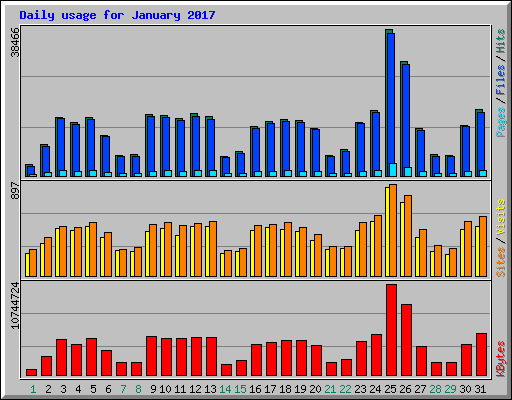 Daily usage for January 2017
38466
Pages / Files / Hits
897
Sites / Visits
10744724
KBytes
1 2 3 4 5 6 7 8 9 10 11 12 13 14 15 16 17 18 19 20 21 22 23 24 25 26 27 28 29 30 31